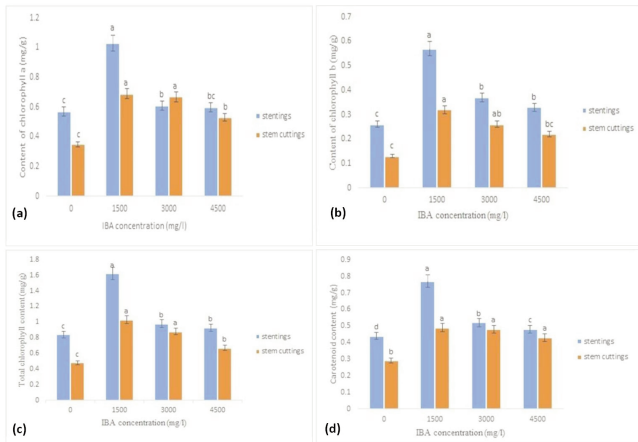 Content of chlorophyll a (mg/g)
1.2
1
0.8
0.6
0.4
0.2
0
c
c
a
a
b
a
bc
b
0
1500
3000
4500
IBA concentration (mg/l)
stentings
stem cuttings
(a)
Content of chlorophyll b (mg/g)
0.7
0.6
0.5
0.4
0.3
0.2
0.1
0
c
c
a
a
b
ab
b
bc
0
1500
3000
4500
IBA concentration (mg/l)
stentings
stem cuttings
(b)
Total chlorophyll content (mg/g)
1.8
1.6
1.4
1.2
1
0.8
0.6
0.4
0.2
0
c
c
a
a
b
a
b
b
0
1500
3000
4500
IBA concentration (mg/l)
stentings
stem cuttings
(c)
Carotenoid content (mg/g)
0.9
0.8
0.7
0.6
0.5
0.4
0.3
0.2
0.1
0
d
b
a
a
b
a
c
a
0
1500
3000
4500
IBA concentration (mg/l)
stentings
stem cuttings
(d)